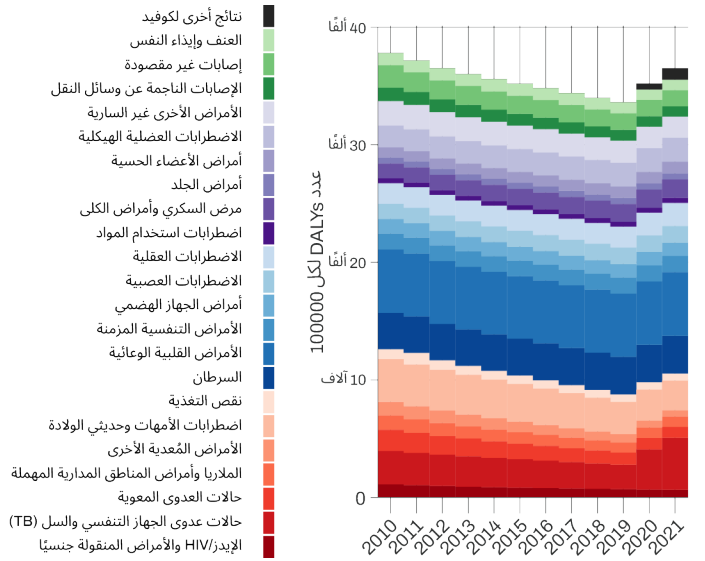 نتائج أخرى لكوفيد
العنف وإيذاء النفس
إصابات غير مقصودة
الإصابات الناجمة عن وسائل النقل
الأمراض الأخرى غير السارية
الاضطرابات العضلية الهيكلية
أمراض الأعضاء الحسية
أمراض الجلد
مرض السكري وأمراض الكلى
اضطرابات استخدام المواد
الاضطرابات العقلية
الاضطرابات العصبية
أمراض الجهاز الهضمي
الأمراض التنفسية المزمنة
الأمراض القلبية الوعائية
السرطان
نقص التغذية
اضطرابات الأمهات وحديثي الولادة
الأمراض المُعدية الأخرى
الملاريا وأمراض المناطق المدارية المهملة
حالات العدوى المعوية
حالات عدوى الجهاز التنفسي والسل (TB)
الإيدز/HIV والأمراض المنقولة جنسيًا
عدد DALYs لكل 100000
40 ألفًا
30 ألفًا
20 ألفًا
10 آلاف
0
2010
2011
2012
2013
2014
2015
2016
2017
2018
2019
2020
2021